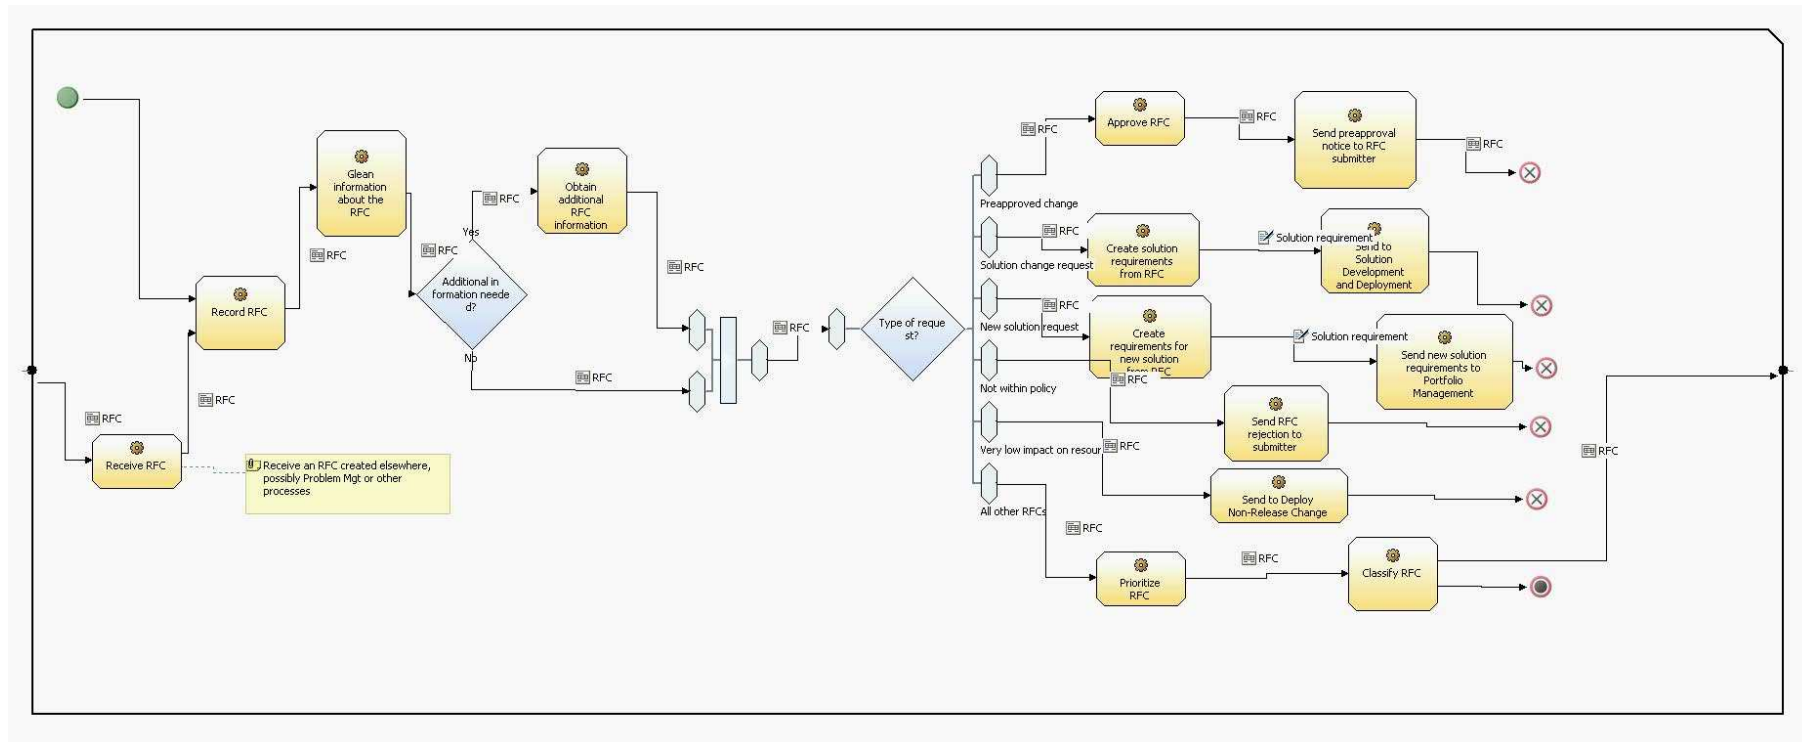 RFC
Approve RFC
RFC
Send preapproval
notice to RFC
submitter
RFC
Glean
information
about the
RFC
RFC
Obtain
additional
RFC
information
Yes
RFC
Additional in
formation neede
d?
No
RFC
RFC
RFC
RFC
Record RFC
RFC
Receive RFC
RFC
Receive an RFC created elsewhere,
possibly Problem Mgt or other
processes
RFC
Type of reque
st?
Preapproved change
RFC
Solution change request
Create solution
requirements
from RFC
Solution requirement
Send to
Solution
Development
and Deployment
RFC
New solution request
Create
requirements for
new solution
from RFC
Solution requirement
Send new solution
requirements to
Portfolio
Management
Not within policy
RFC
Send RFC
rejection to
submitter
Very low impact on resour
RFC
Send to Deploy
Non-Release Change
All other RFCs
RFC
Prioritize
RFC
RFC
Classify RFC
RFC